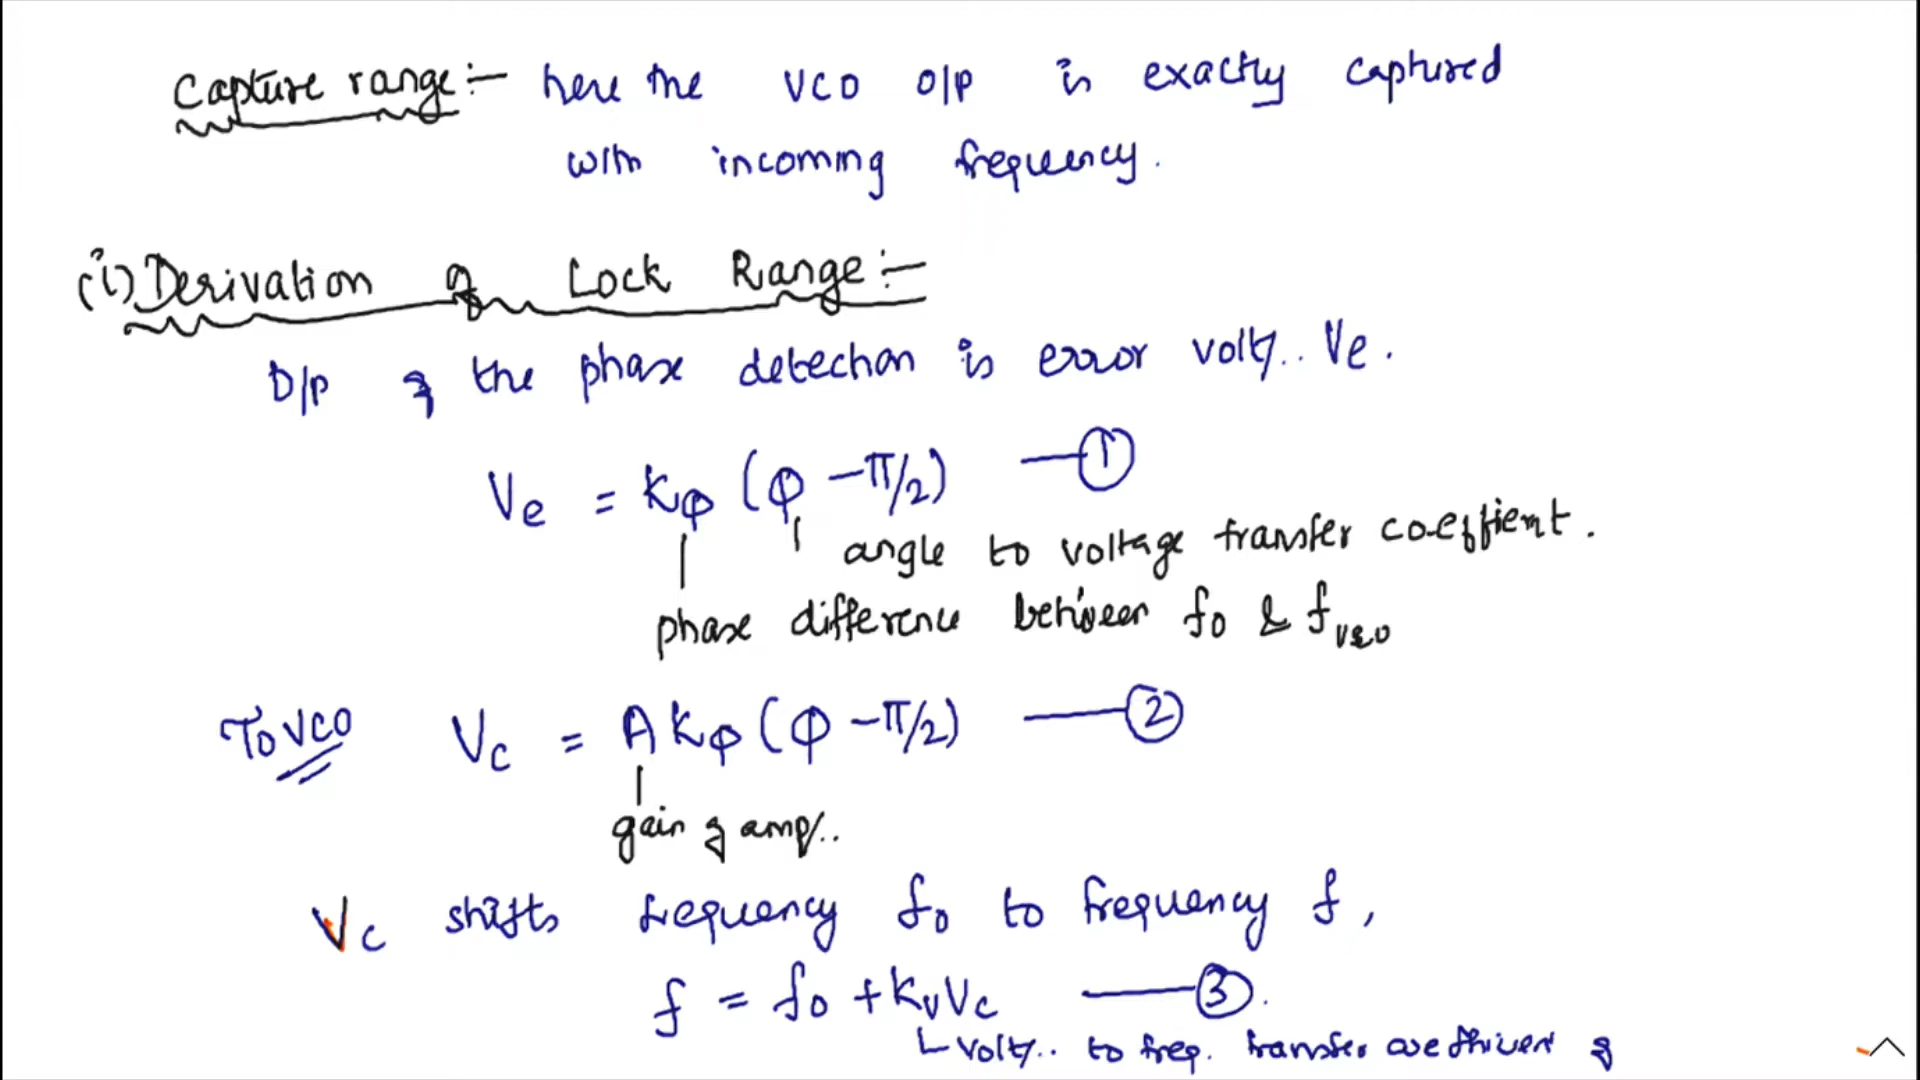 Capture range:- here the VCO O/P is exactly captured
with incoming frequency.
(i) Derivation of Lock Range:-
O/P of the phase detection is error volt/.. Ve.
Ve = Kφ (φ - π/2) — ①
angle to voltage transfer coeffient.
phase difference between fo & fvco
To VCO Vc = A Kφ (φ - π/2) — ②
gain of amp/..
Vc shifts frequency fo to frequency f,
f = fo + KvVc — ③.
volt/.. to freq. transfer coefficient of